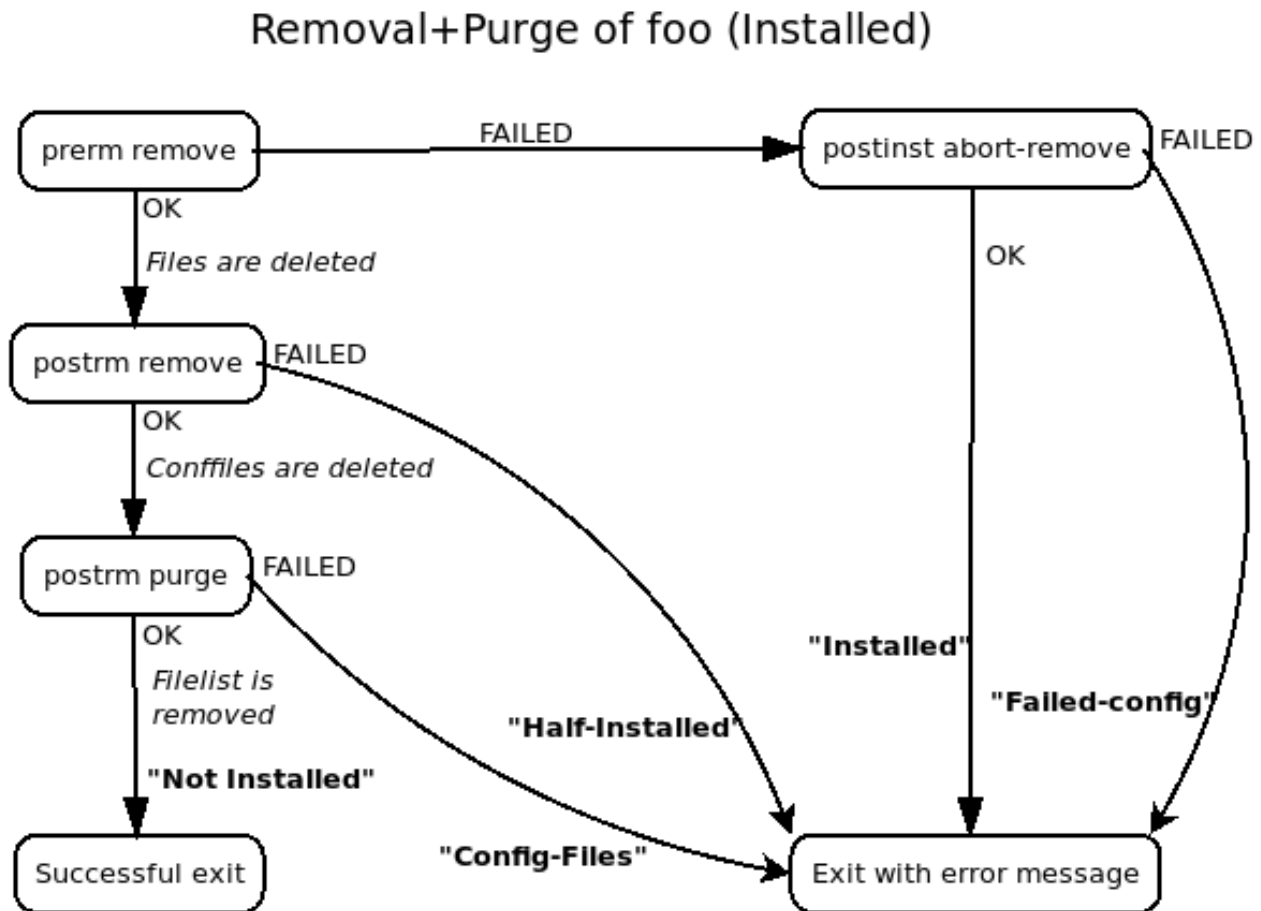 Removal+Purge of foo (Installed)
prerm remove
FAILED
postinst abort-remove
FAILED
OK
Files are deleted
OK
postrm remove
FAILED
OK
Conffiles are deleted
postrm purge
FAILED
OK
Filelist is
removed
"Installed"
"Failed-config"
"Half-Installed"
"Not Installed"
"Config-Files"
Successful exit
Exit with error message